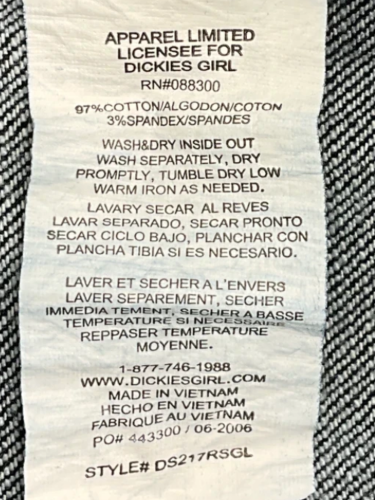 APPAREL LIMITED
LICENSEE FOR
DICKIES GIRL
RN#088300
97%COTTON/ALGODON/COTON
3%SPANDEX/SPANDES
WASH&DRY INSIDE OUT
WASH SEPARATELY, DRY
PROMPTLY, TUMBLE DRY LOW
WARM IRON AS NEEDED.
LAVARY SECAR AL REVES
LAVAR SEPARADO, SECAR PRONTO
SECAR CICLO BAJO, PLANCHAR CON
PLANCHA TIBIA SI ES NECESARIO.
LAVER ET SECHER A L'ENVERS
LAVER SEPAREMENT, SECHER
IMMEDIA TEMENT, SECHER A BASSE
TEMPERATURE SI NECESSAIRE
REPPASER TEMPERATURE
MOYENNE.
1-877-746-1988
WWW.DICKIESGIRL.COM
MADE IN VIETNAM
HECHO EN VIETNAM
FABRIQUE AU VIETNAM
PO# 443300 / 06-2006
STYLE# DS217RSGL